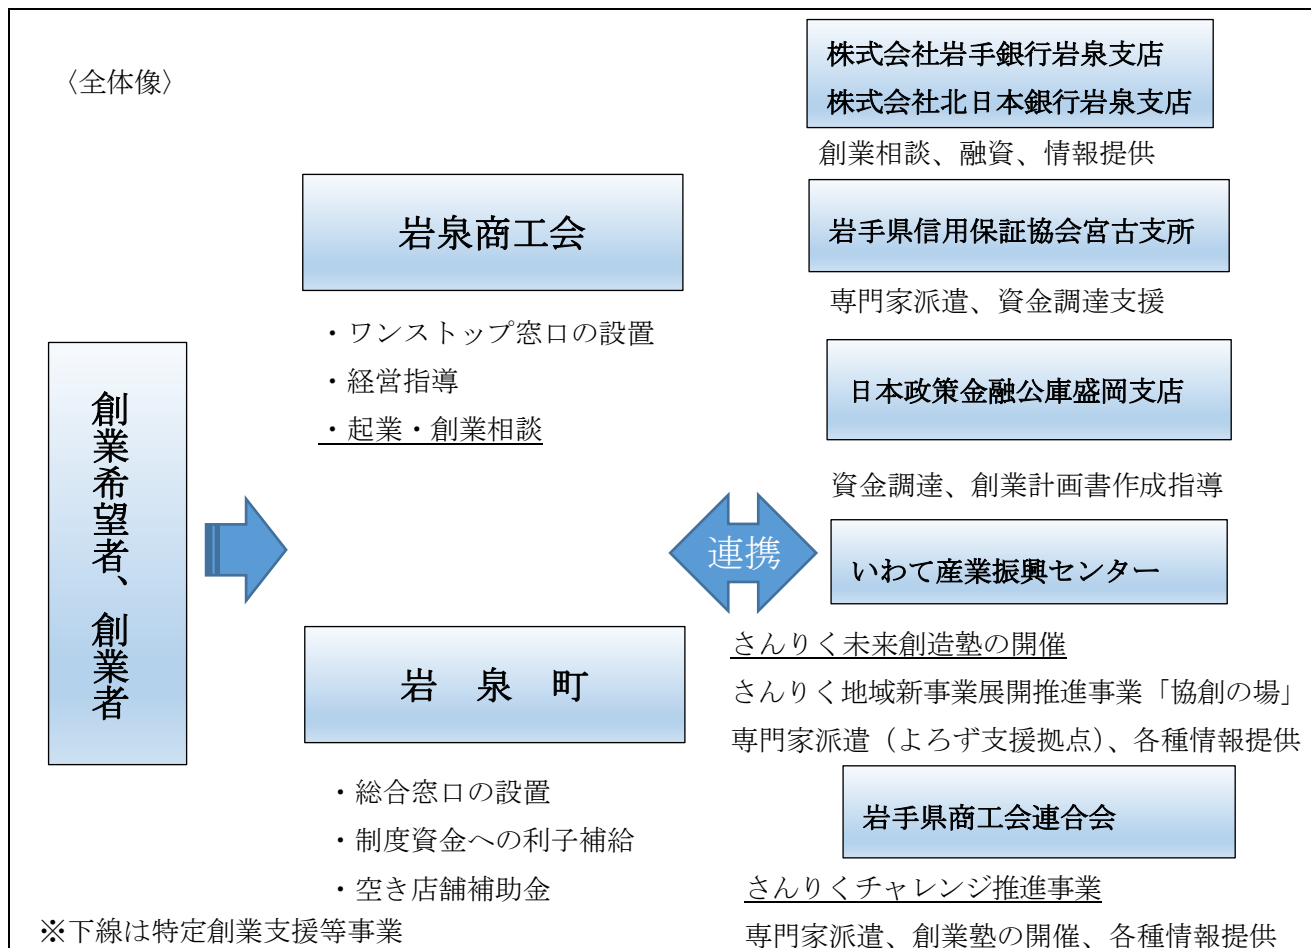 〈全体像〉
創業希望者、創業者
岩泉商工会
・ワンストップ窓口の設置
・経営指導
・起業・創業相談
岩 泉 町
・総合窓口の設置
・制度資金への利子補給
・空き店舗補助金
連携
株式会社岩手銀行岩泉支店
株式会社北日本銀行岩泉支店
創業相談、融資、情報提供
岩手県信用保証協会宮古支所
専門家派遣、資金調達支援
日本政策金融公庫盛岡支店
資金調達、創業計画書作成指導
いわて産業振興センター
さんりく未来創造塾の開催
さんりく地域新事業展開推進事業「協創の場」
専門家派遣（よろず支援拠点）、各種情報提供
岩手県商工会連合会
さんりくチャレンジ推進事業
専門家派遣、創業塾の開催、各種情報提供
※下線は特定創業支援等事業